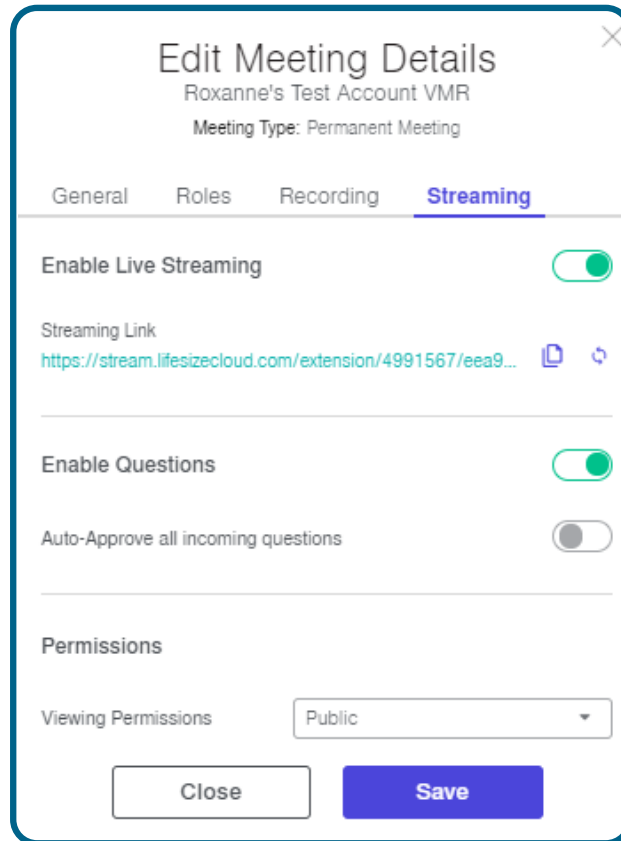 Edit Meeting Details
Roxanne's Test Account VMR
Meeting Type: Permanent Meeting
General Roles Recording Streaming
Enable Live Streaming
Streaming Link
https://stream.lifesizecloud.com/extension/4991567/eea9...
Enable Questions
Auto-Approve all incoming questions
Permissions
Viewing Permissions Public
Close Save